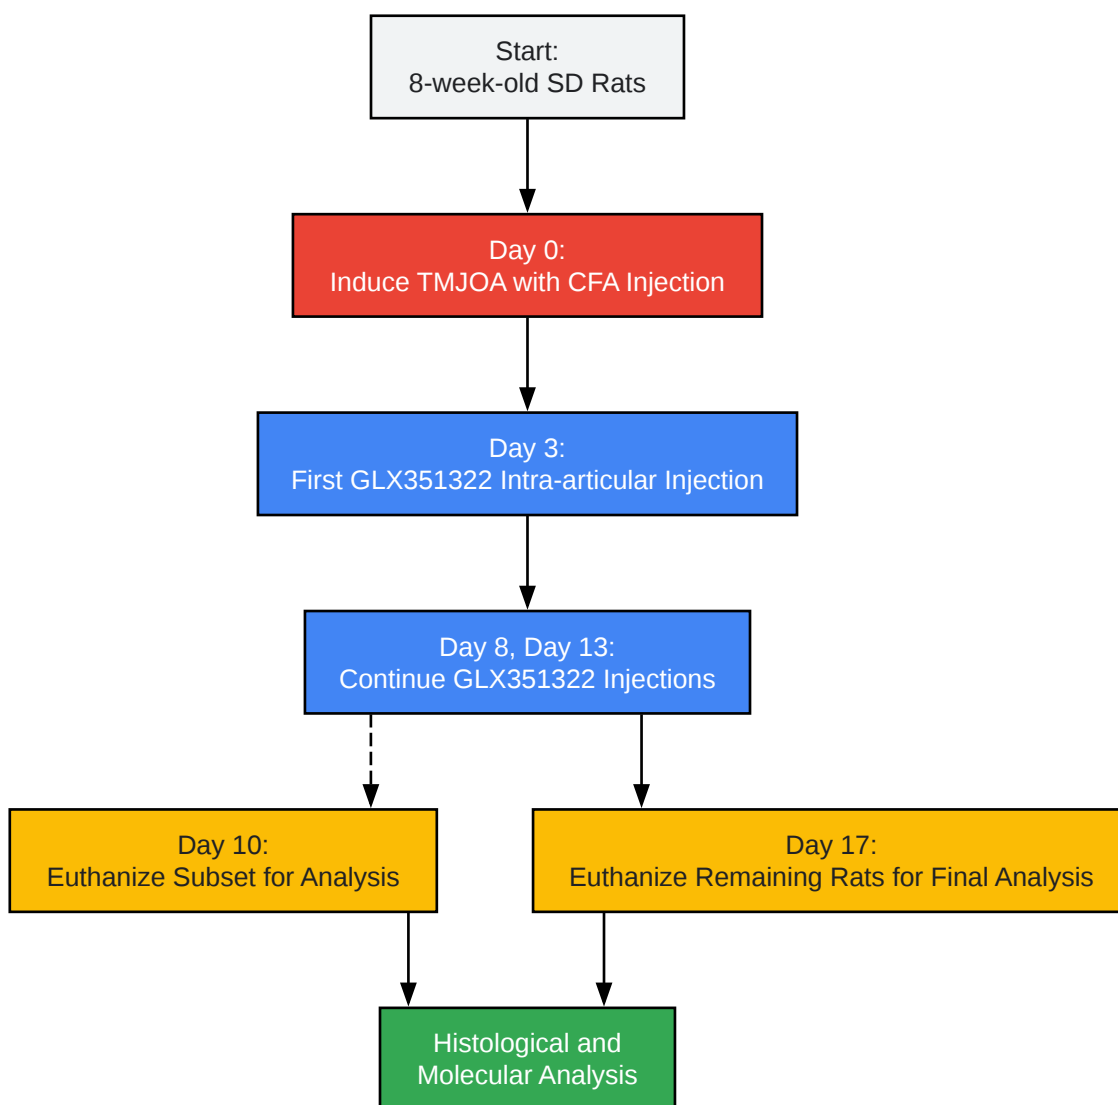 Start:
8-week-old SD Rats
Day 0:
Induce TMJOA with CFA Injection
Day 3:
First GLX351322 Intra-articular Injection
Day 8, Day 13:
Continue GLX351322 Injections
Day 10:
Euthanize Subset for Analysis
Day 17:
Euthanize Remaining Rats for Final Analysis
Histological and
Molecular Analysis